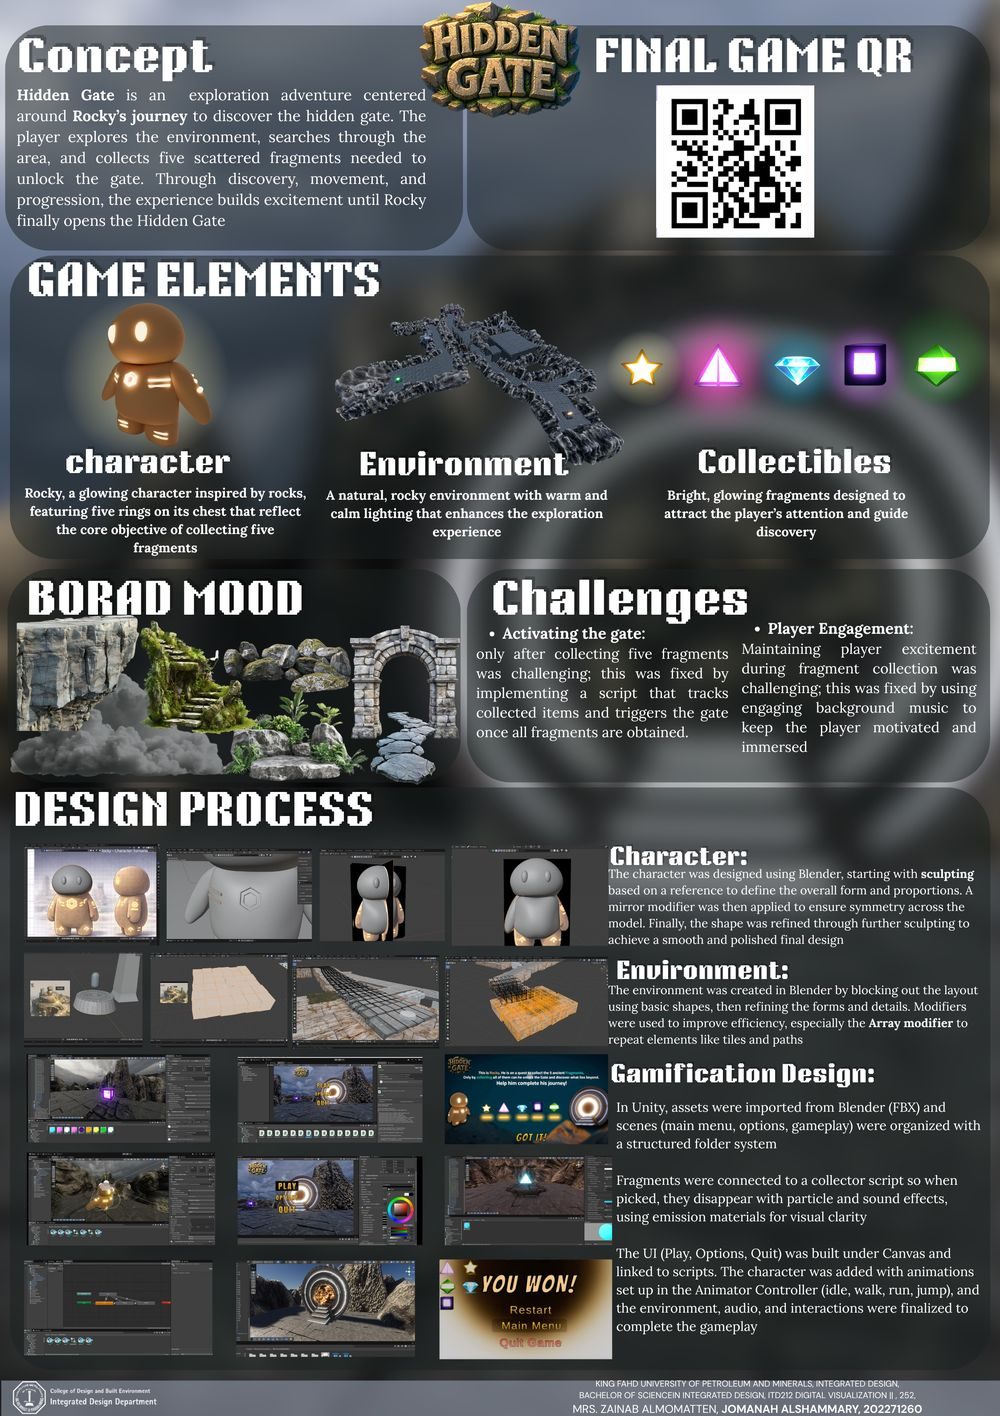 HIDDEN
GATE
Concept
Hidden Gate is an exploration adventure centered
around Rocky's journey to discover the hidden gate. The
player explores the environment, searches through the
area, and collects five scattered fragments needed to
unlock the gate. Through discovery, movement, and
progression, the experience builds excitement until Rocky
finally opens the Hidden Gate
FINAL GAME QR
GAME ELEMENTS
character
Rocky, a glowing character inspired by rocks,
featuring five rings on its chest that reflect
the core objective of collecting five
fragments
Environment
A natural, rocky environment with warm and
calm lighting that enhances the exploration
experience
Collectibles
Bright, glowing fragments designed to
attract the player's attention and guide
discovery
BORAD MOOD
Challenges
• Activating the gate:
only after collecting five fragments
was challenging; this was fixed by
implementing a script that tracks
collected items and triggers the gate
once all fragments are obtained.
• Player Engagement:
Maintaining player excitement
during fragment collection was
challenging; this was fixed by using
engaging background music to
keep the player motivated and
immersed
DESIGN PROCESS
Character:
The character was designed using Blender, starting with sculpting
based on a reference to define the overall form and proportions. A
mirror modifier was then applied to ensure symmetry across the
model. Finally, the shape was refined through further sculpting to
achieve a smooth and polished final design
Environment:
The environment was created in Blender by blocking out the layout
using basic shapes, then refining the forms and details. Modifiers
were used to improve efficiency, especially the Array modifier to
repeat elements like tiles and paths
Gamification Design:
In Unity, assets were imported from Blender (FBX) and
scenes (main menu, options, gameplay) were organized with
a structured folder system
Fragments were connected to a collector script so when
picked, they disappear with particle and sound effects,
using emission materials for visual clarity
The UI (Play, Options, Quit) was built under Canvas and
linked to scripts. The character was added with animations
set up in the Animator Controller (idle, walk, run, jump), and
the environment, audio, and interactions were finalized to
complete the gameplay
HIDDEN
GATE
Help him complete his journey!
GOT IT!
PLAY
QUIT
YOU WON!
Restart
Main Menu
Quit Game
College of Design and Built Environment
Integrated Design Department
KING FAHD UNIVERSITY OF PETROLEUM AND MINERALS, INTEGRATED DESIGN,
BACHELOR OF SCIENCEIN INTEGRATED DESIGN, ITD212 DIGITAL VISUALIZATION || , 252,
MRS. ZAINAB ALMOMATTEN, JOMANAH ALSHAMMARY, 202271260